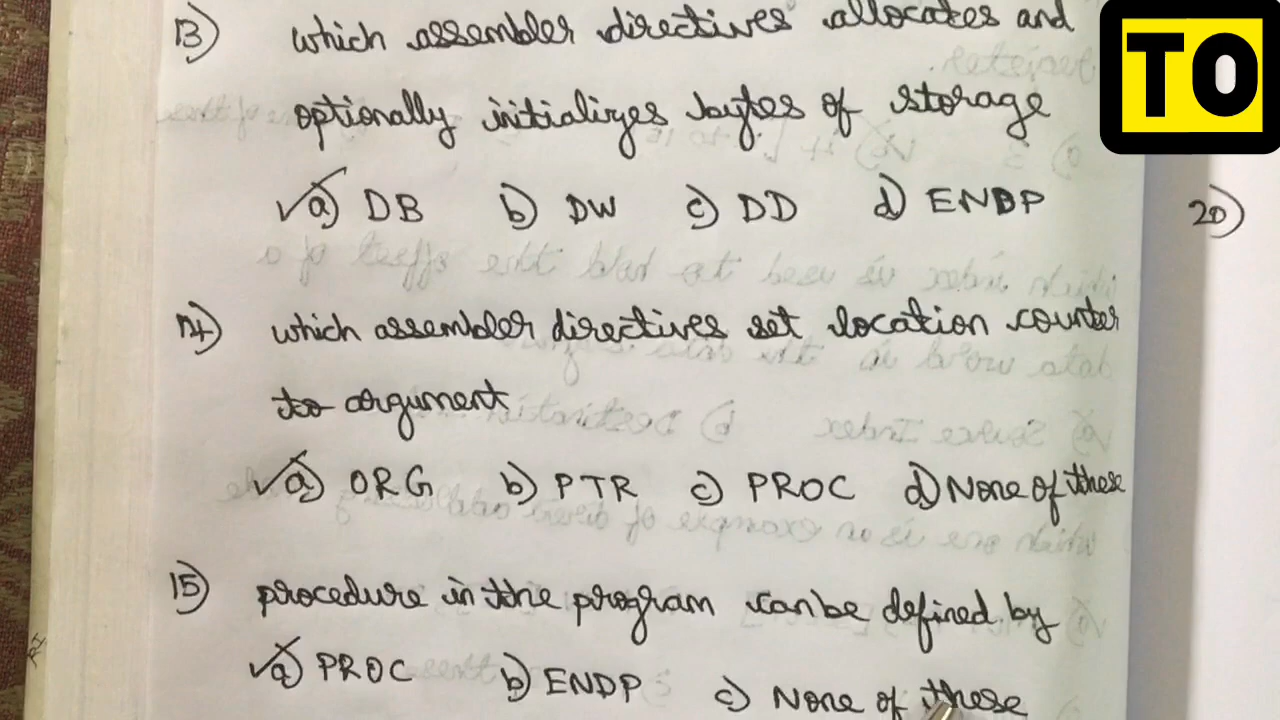 TO
13) which assembler directives allocates and
optionally initializes bytes of storage
a) DB b) DW c) DD d) ENDP
20)
14) which assembler directives set location counter
to argument
a) ORG b) PTR c) PROC d) None of these
15) procedure in the program can be defined by
a) PROC b) ENDP c) None of these